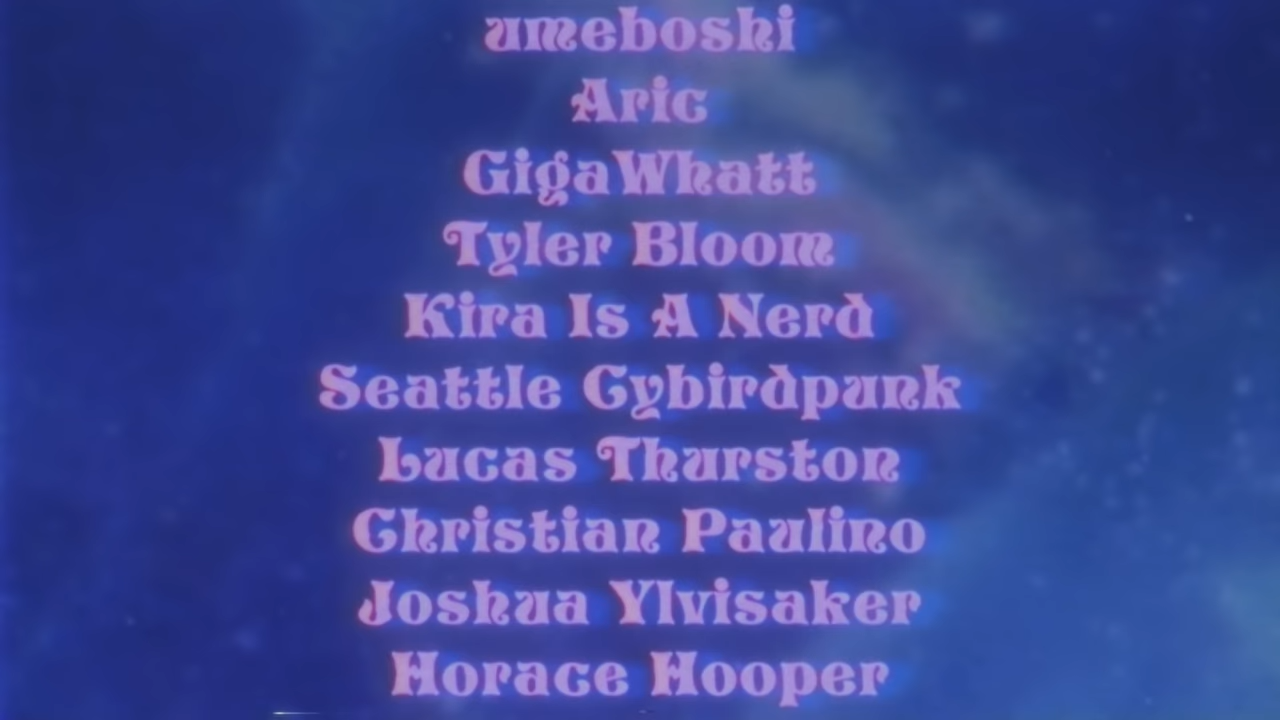 umeboshi
Aric
GigaWhatt
Tyler Bloom
Kira Is A Nerd
Seattle Cybirdpunk
Lucas Thurston
Christian Paulino
Joshua Ylvisaker
Horace Hooper